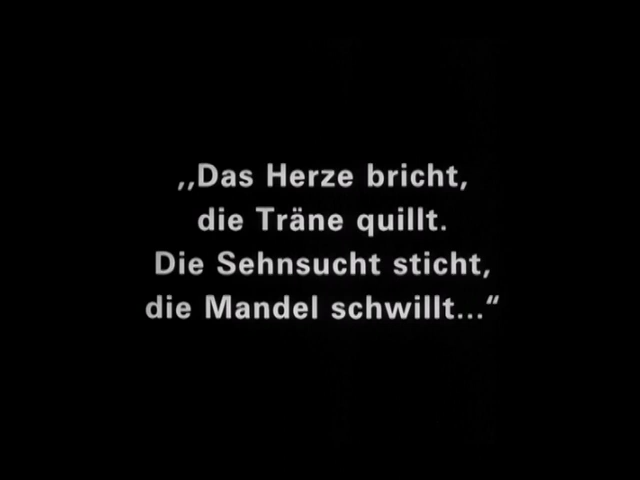 ,,Das Herze bricht,
die Träne quillt.
Die Sehnsucht sticht,
die Mandel schwillt...“